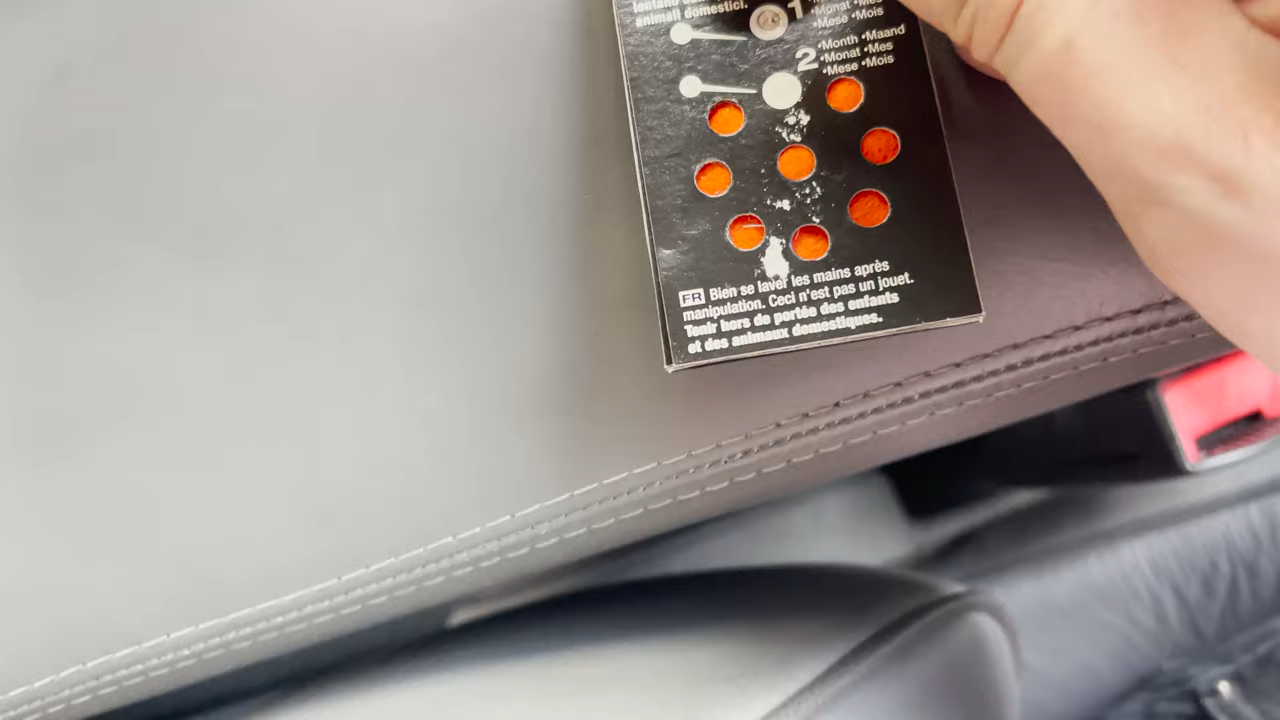 lontano
animali domestici.
1
•Monat •Mes
•Mese •Mois
2 •Month •Maand
•Monat •Mes
•Mese •Mois
FR Bien se laver les mains après
manipulation. Ceci n'est pas un jouet.
Tenir hors de portée des enfants
et des animaux domestiques.